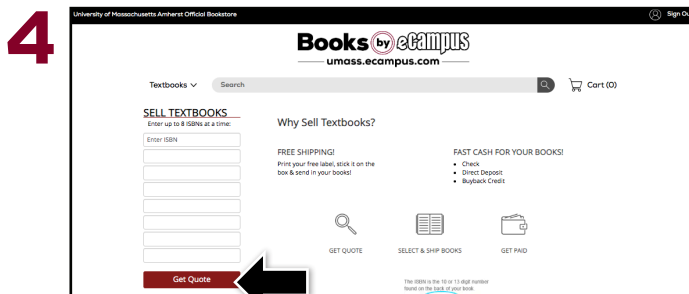 4
University of Massachusetts Amherst Official Bookstore
Sign Ou
Books by eCampus
umass.ecampus.com
Textbooks
Search
Cart (0)
SELL TEXTBOOKS
Enter up to 8 ISBNs at a time:
Enter ISBN
Get Quote
Why Sell Textbooks?
FREE SHIPPING!
Print your free label, stick it on the
box & send in your books!
FAST CASH FOR YOUR BOOKS!
• Check
• Direct Deposit
• Buyback Credit
GET QUOTE
SELECT & SHIP BOOKS
GET PAID
The ISBN is the 10 or 13 digit number
found on the back of your book.